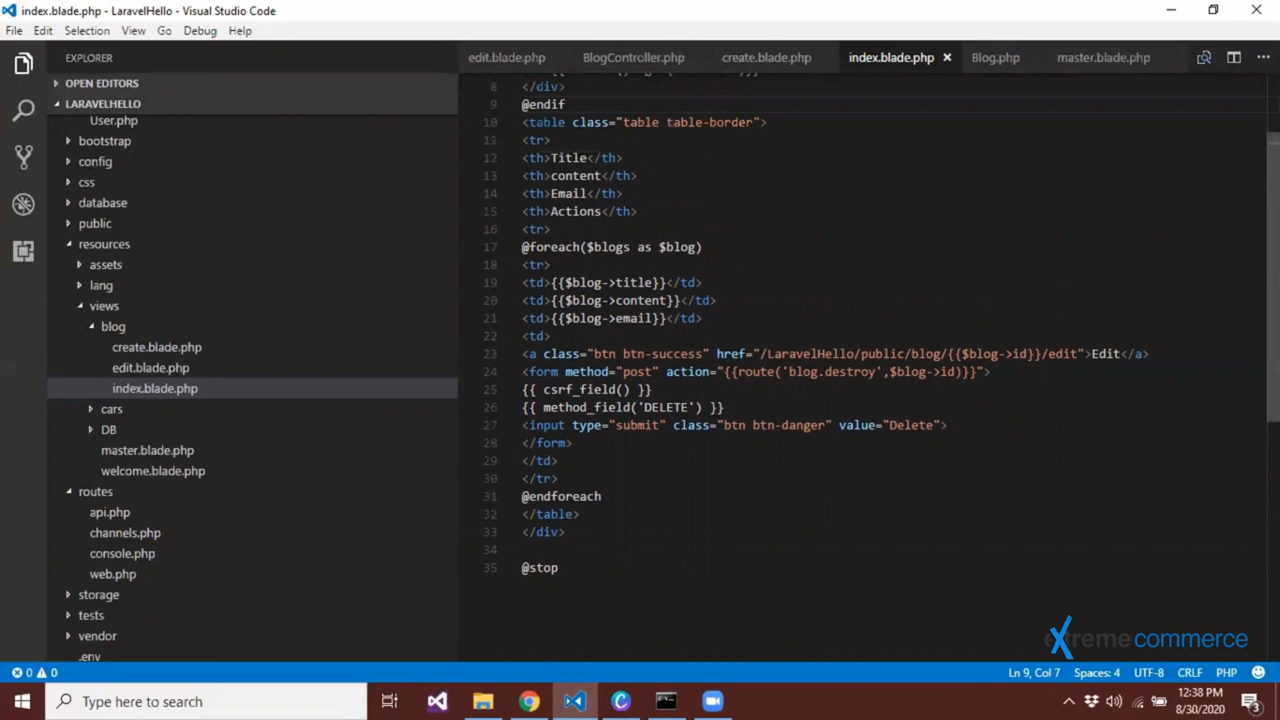 index.blade.php - LaravelHello - Visual Studio Code
File Edit Selection View Go Debug Help
EXPLORER
edit.blade.php BlogController.php create.blade.php index.blade.php Blog.php master.blade.php
OPEN EDITORS
LARAVELHELLO
User.php
bootstrap
config
css
database
public
resources
assets
lang
views
blog
create.blade.php
edit.blade.php
index.blade.php
cars
DB
master.blade.php
welcome.blade.php
routes
api.php
channels.php
console.php
web.php
storage
tests
vendor
.env
8 </div>
9 @endif
10 <table class="table table-border">
11 <tr>
12 <th>Title</th>
13 <th>content</th>
14 <th>Email</th>
15 <th>Actions</th>
16 <tr>
17 @foreach($blogs as $blog)
18 <tr>
19 <td>{{$blog->title}}</td>
20 <td>{{$blog->content}}</td>
21 <td>{{$blog->email}}</td>
22 <td>
23 <a class="btn btn-success" href="/LaravelHello/public/blog/{{$blog->id}}/edit">Edit</a>
24 <form method="post" action="{{route('blog.destroy',$blog->id)}}">
25 {{ csrf_field() }}
26 {{ method_field('DELETE') }}
27 <input type="submit" class="btn btn-danger" value="Delete">
28 </form>
29 </td>
30 </tr>
31 @endforeach
32 </table>
33 </div>
34
35 @stop
extreme commerce
0 0 Ln 9, Col 7 Spaces: 4 UTF-8 CRLF PHP
Type here to search
12:38 PM
8/30/2020
3